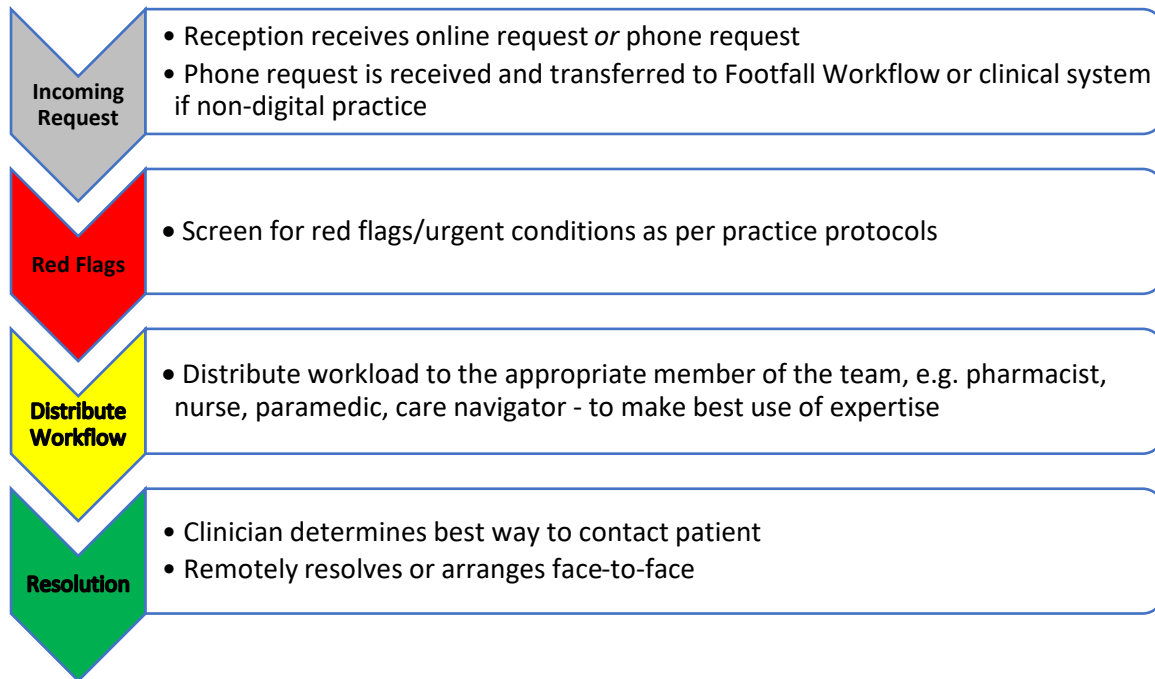 Incoming
Request
• Reception receives online request or phone request
• Phone request is received and transferred to Footfall Workflow or clinical system
if non-digital practice
Red Flags
• Screen for red flags/urgent conditions as per practice protocols
Distribute
Workflow
• Distribute workload to the appropriate member of the team, e.g. pharmacist,
nurse, paramedic, care navigator - to make best use of expertise
Resolution
• Clinician determines best way to contact patient
• Remotely resolves or arranges face-to-face